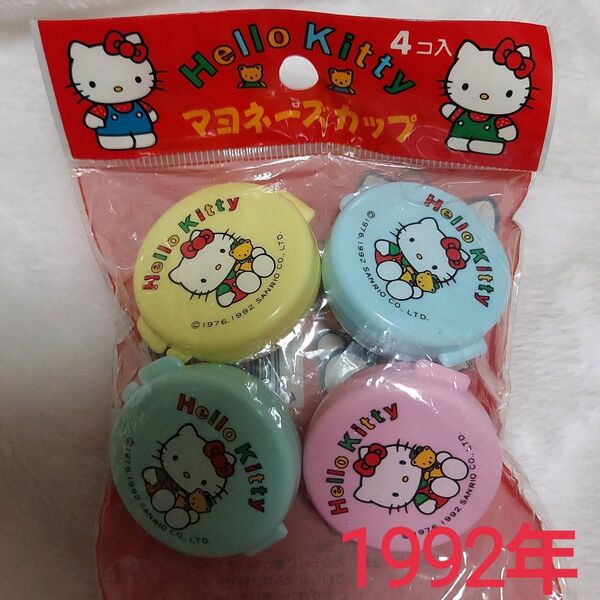 Hello Kitty
4コ入
マヨネーズカップ
Hello Kitty
©1976, 1992 SANRIO CO., LTD.
Hello Kitty
©1976, 1992 SANRIO CO., LTD.
Hello Kitty
©1976, 1992 SANRIO CO., LTD.
Hello Kitty
©1976, 1992 SANRIO CO., LTD.
1992年